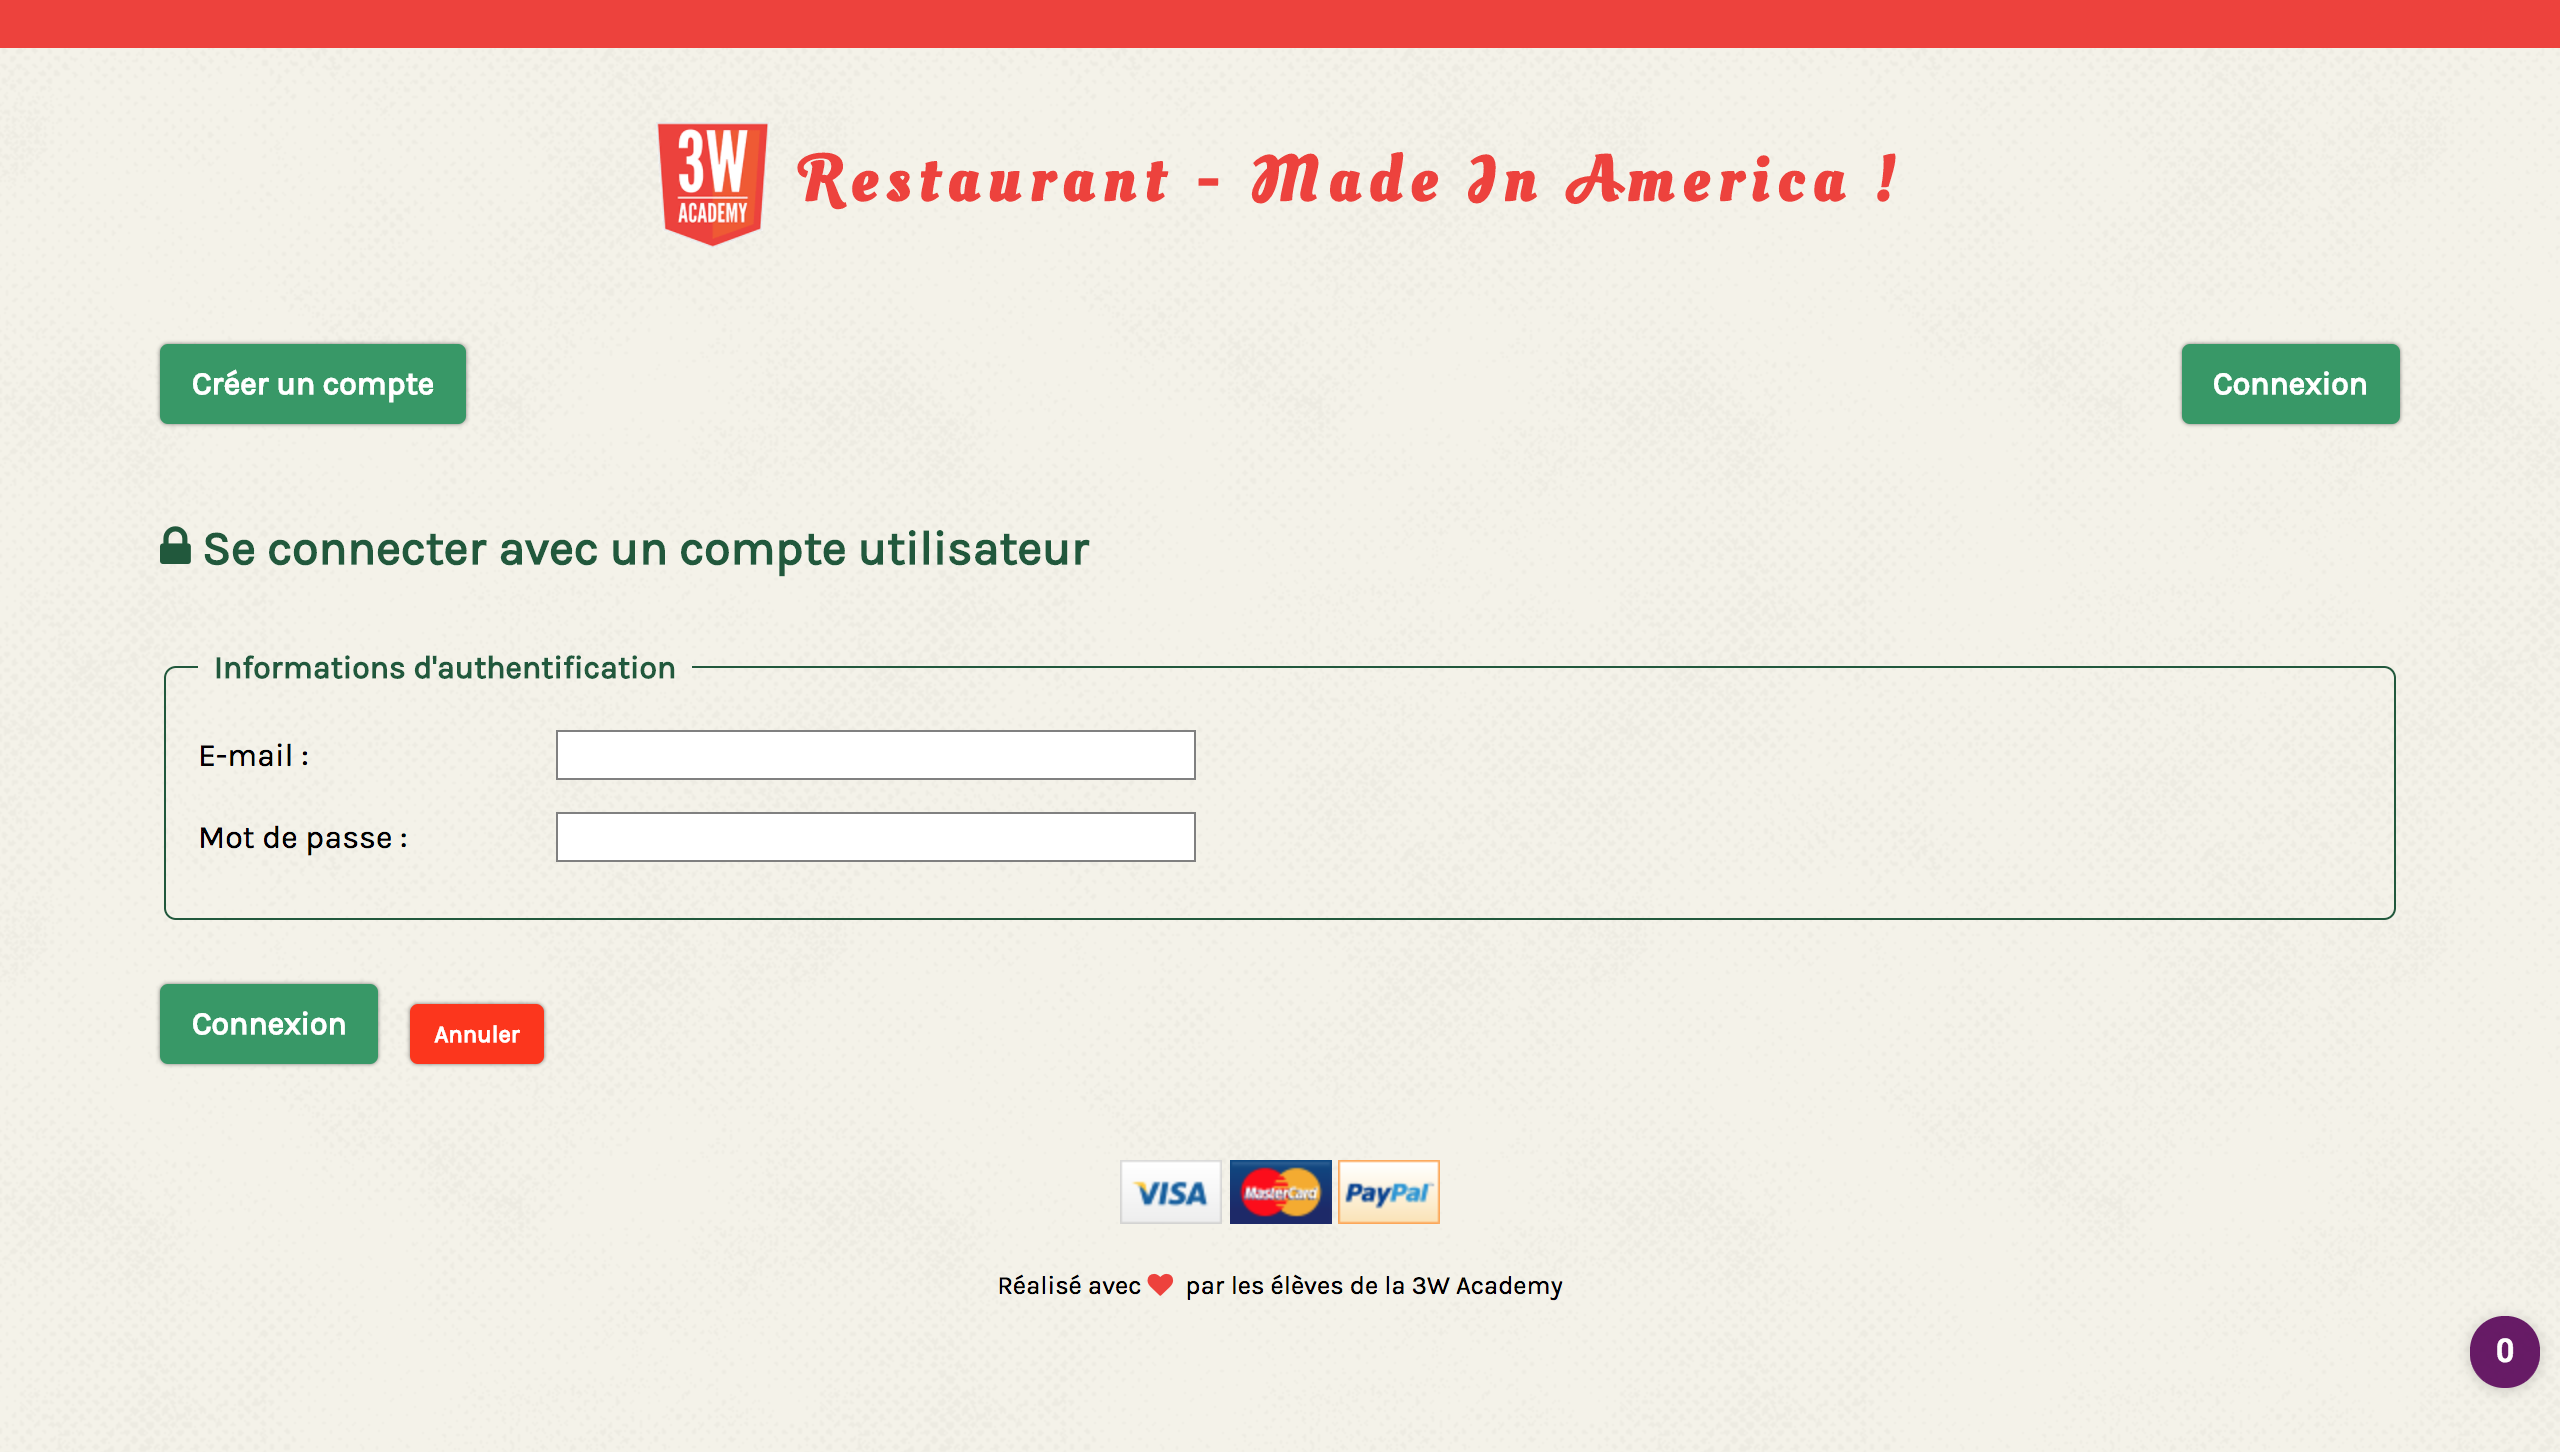 3W
ACADEMY
Restaurant - Made In America !
Créer un compte
Connexion
Se connecter avec un compte utilisateur
Informations d'authentification
E-mail :
Mot de passe :
Connexion
Annuler
VISA
MasterCard
PayPal
Réalisé avec par les élèves de la 3W Academy
0